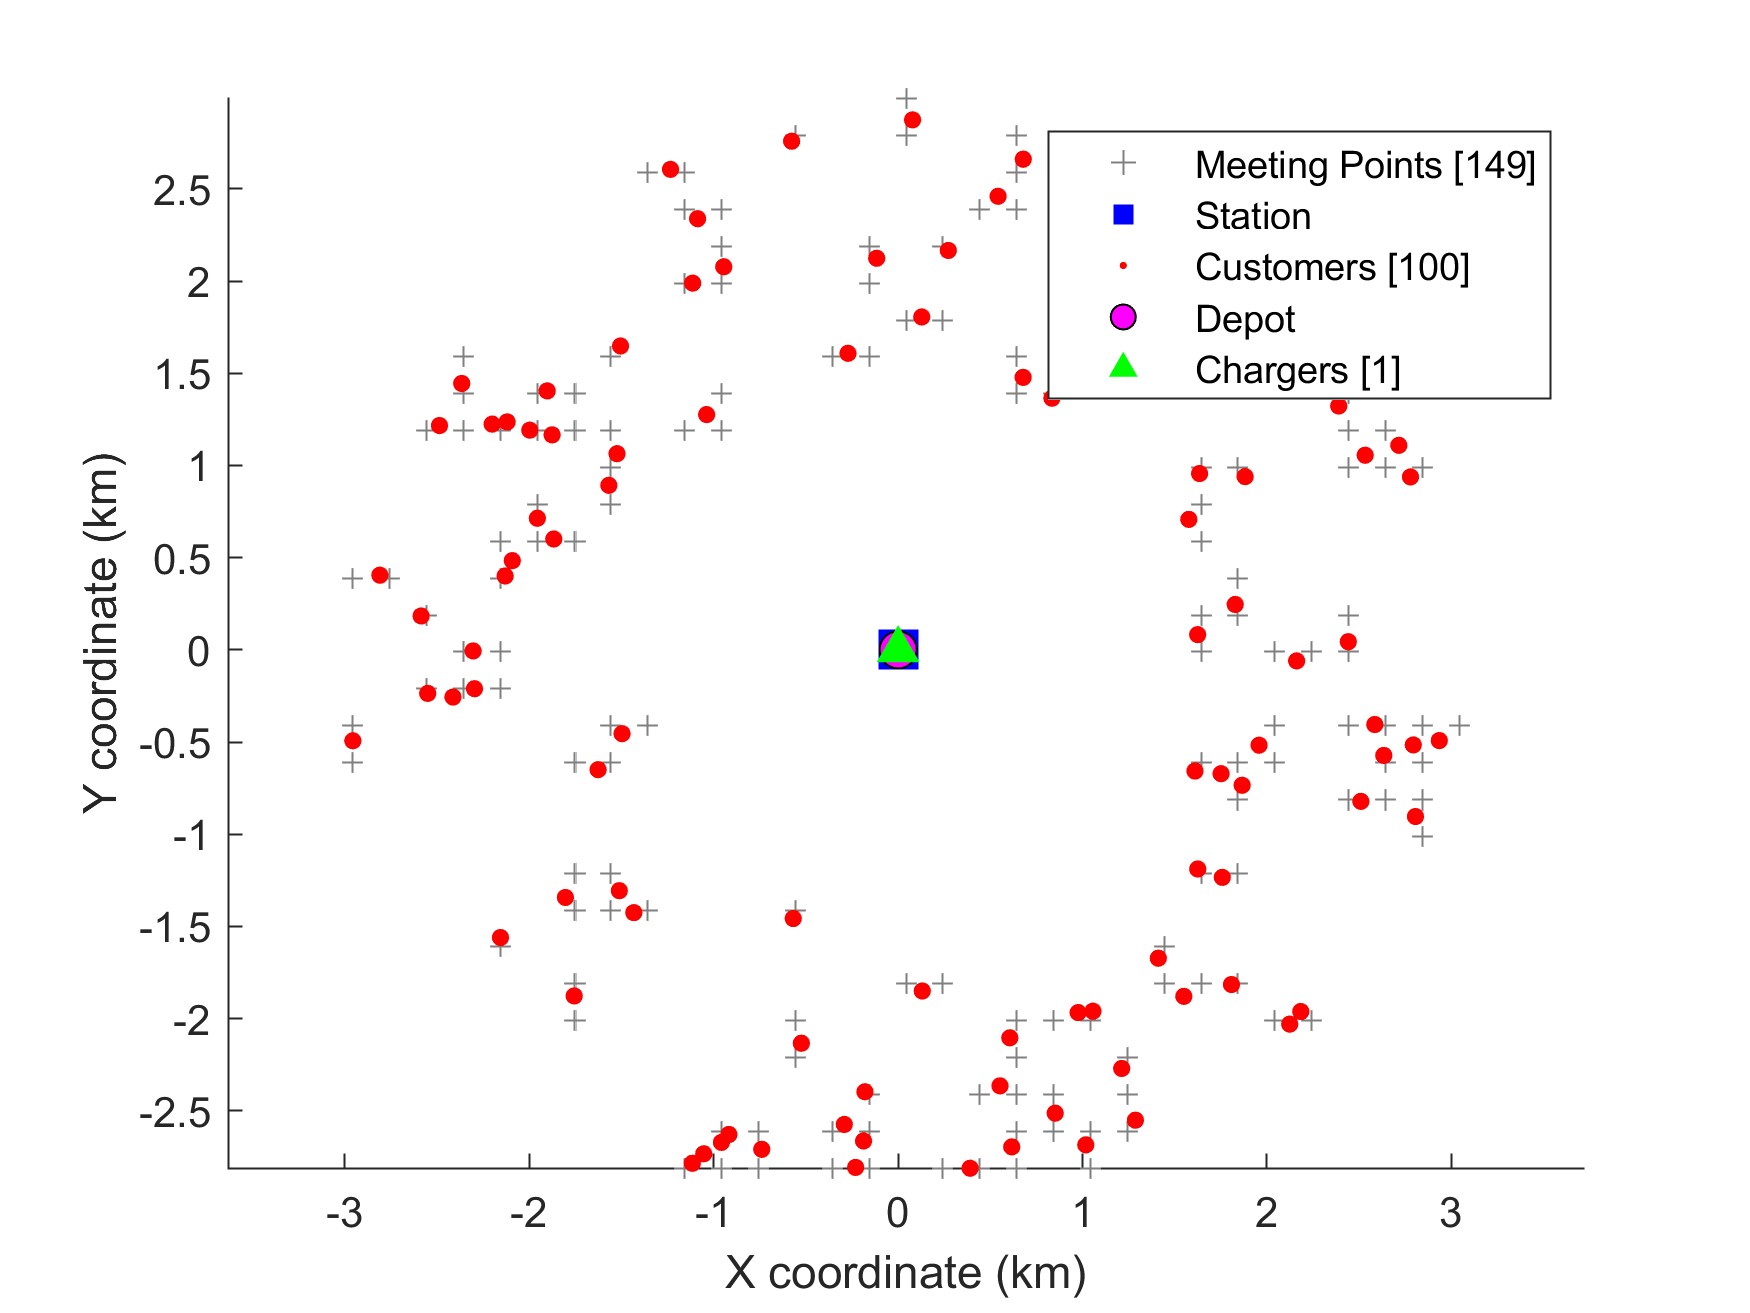 Meeting Points [149]
Station
Customers [100]
Depot
Chargers [1]
2.5
2
1.5
1
0.5
0
-0.5
-1
-1.5
-2
-2.5
Y coordinate (km)
-3 -2 -1 0 1 2 3
X coordinate (km)